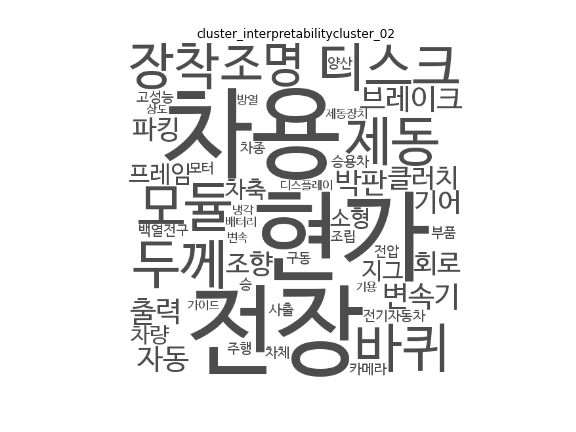 cluster_interpretabilitycluster_02
장착 조명 양산 디스크
고성능 방열 브레이크
상도 차용 제동장치
파킹 제동
차종 승용차
프레임 모터 박판 클러치
모듈 자축 디스플레이 기어
냉각 현가 소형
백열전구 배터리 부품
변속 조립
두께 조향 구동 전압 회로
승 지그
가이드 기용 변속기
출력 전장 사출 전기자동차
차량 바퀴
자동 주행 차체 카메라